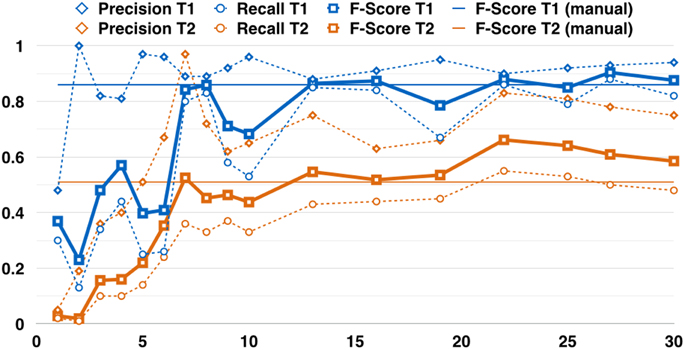 Precision T1 Recall T1 F-Score T1 F-Score T1 (manual)
Precision T2 Recall T2 F-Score T2 F-Score T2 (manual)
1
0.8
0.6
0.4
0.2
0
0 5 10 15 20 25 30